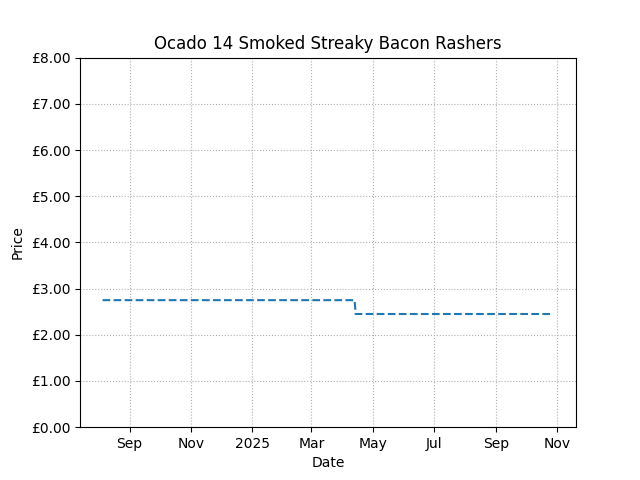 Ocado 14 Smoked Streaky Bacon Rashers
£8.00
£7.00
£6.00
£5.00
£4.00
£3.00
£2.00
£1.00
£0.00
Price
Sep Nov 2025 Mar May Jul Sep Nov
Date